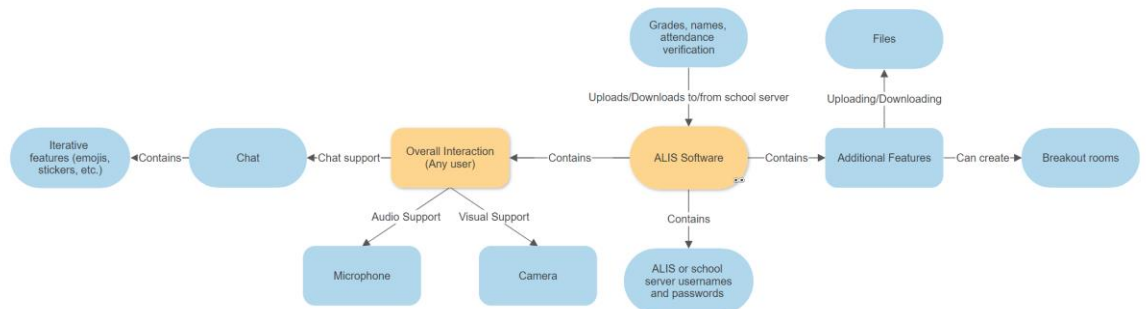 Grades, names,
attendance
verification
Files
Uploads/Downloads to/from school server
Uploading/Downloading
Iterative
features (emojis,
stickers, etc.)
Contains
Chat
Chat support
Overall Interaction
(Any user)
Contains
ALIS Software
Contains
Additional Features
Can create
Breakout rooms
Audio Support
Visual Support
Contains
Microphone
Camera
ALIS or school
server usernames
and passwords